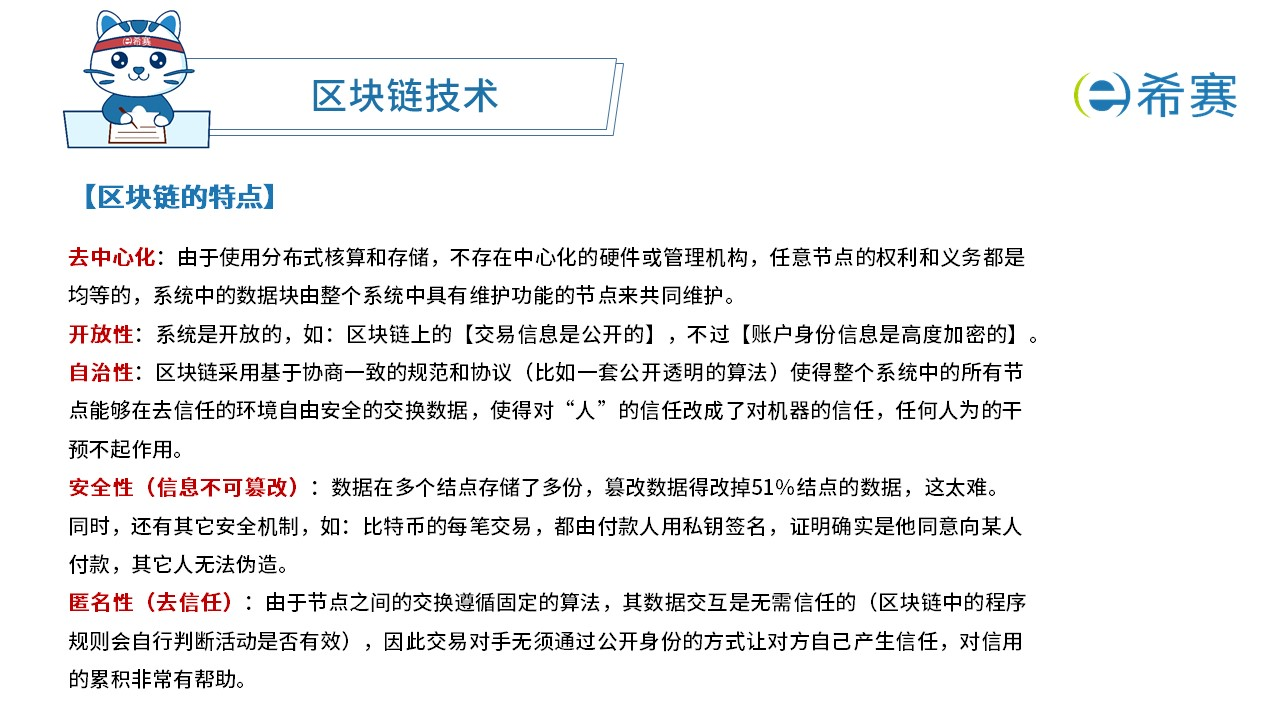 希赛
区块链技术
希赛
【区块链的特点】
去中心化：由于使用分布式核算和存储，不存在中心化的硬件或管理机构，任意节点的权利和义务都是
均等的，系统中的数据块由整个系统中具有维护功能的节点来共同维护。
开放性：系统是开放的，如：区块链上的【交易信息是公开的】，不过【账户身份信息是高度加密的】。
自治性：区块链采用基于协商一致的规范和协议（比如一套公开透明的算法）使得整个系统中的所有节
点能够在去信任的环境自由安全的交换数据，使得对“人”的信任改成了对机器的信任，任何人为的干
预不起作用。
安全性（信息不可篡改）：数据在多个结点存储了多份，篡改数据得改掉51%结点的数据，这太难。
同时，还有其它安全机制，如：比特币的每笔交易，都由付款人用私钥签名，证明确实是他同意向某人
付款，其它人无法伪造。
匿名性（去信任）：由于节点之间的交换遵循固定的算法，其数据交互是无需信任的（区块链中的程序
规则会自行判断活动是否有效），因此交易对手无须通过公开身份的方式让对方自己产生信任，对信用
的累积非常有帮助。